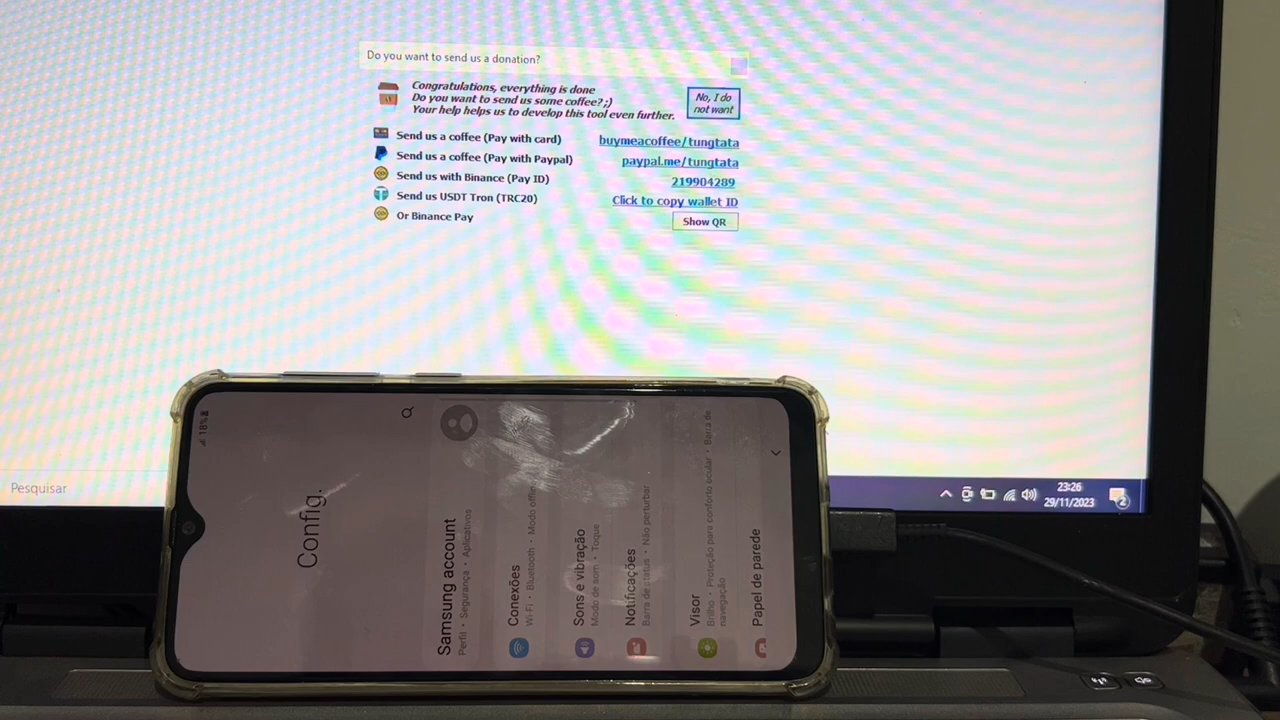 Do you want to send us a donation?
Congratulations, everything is done
Do you want to send us some coffee? ;)
Your help helps us to develop this tool even further.
No, I do
not want
Send us a coffee (Pay with card)
buymeacoffee/tungtata
Send us a coffee (Pay with Paypal)
paypal.me/tungtata
Send us with Binance (Pay ID)
219904289
Send us USDT Tron (TRC20)
Click to copy wallet ID
Or Binance Pay
Show QR
Pesquisar
23:26
29/11/2023
2
18%
Config.
Samsung account
Perfil • Segurança • Aplicativos
Conexões
Wi-Fi • Bluetooth • Modo offline
Sons e vibração
Modo de som • Toque
Notificações
Barra de status • Não perturbar
Visor
Brilho • Proteção para conforto ocular • Barra de
navegação
Papel de parede